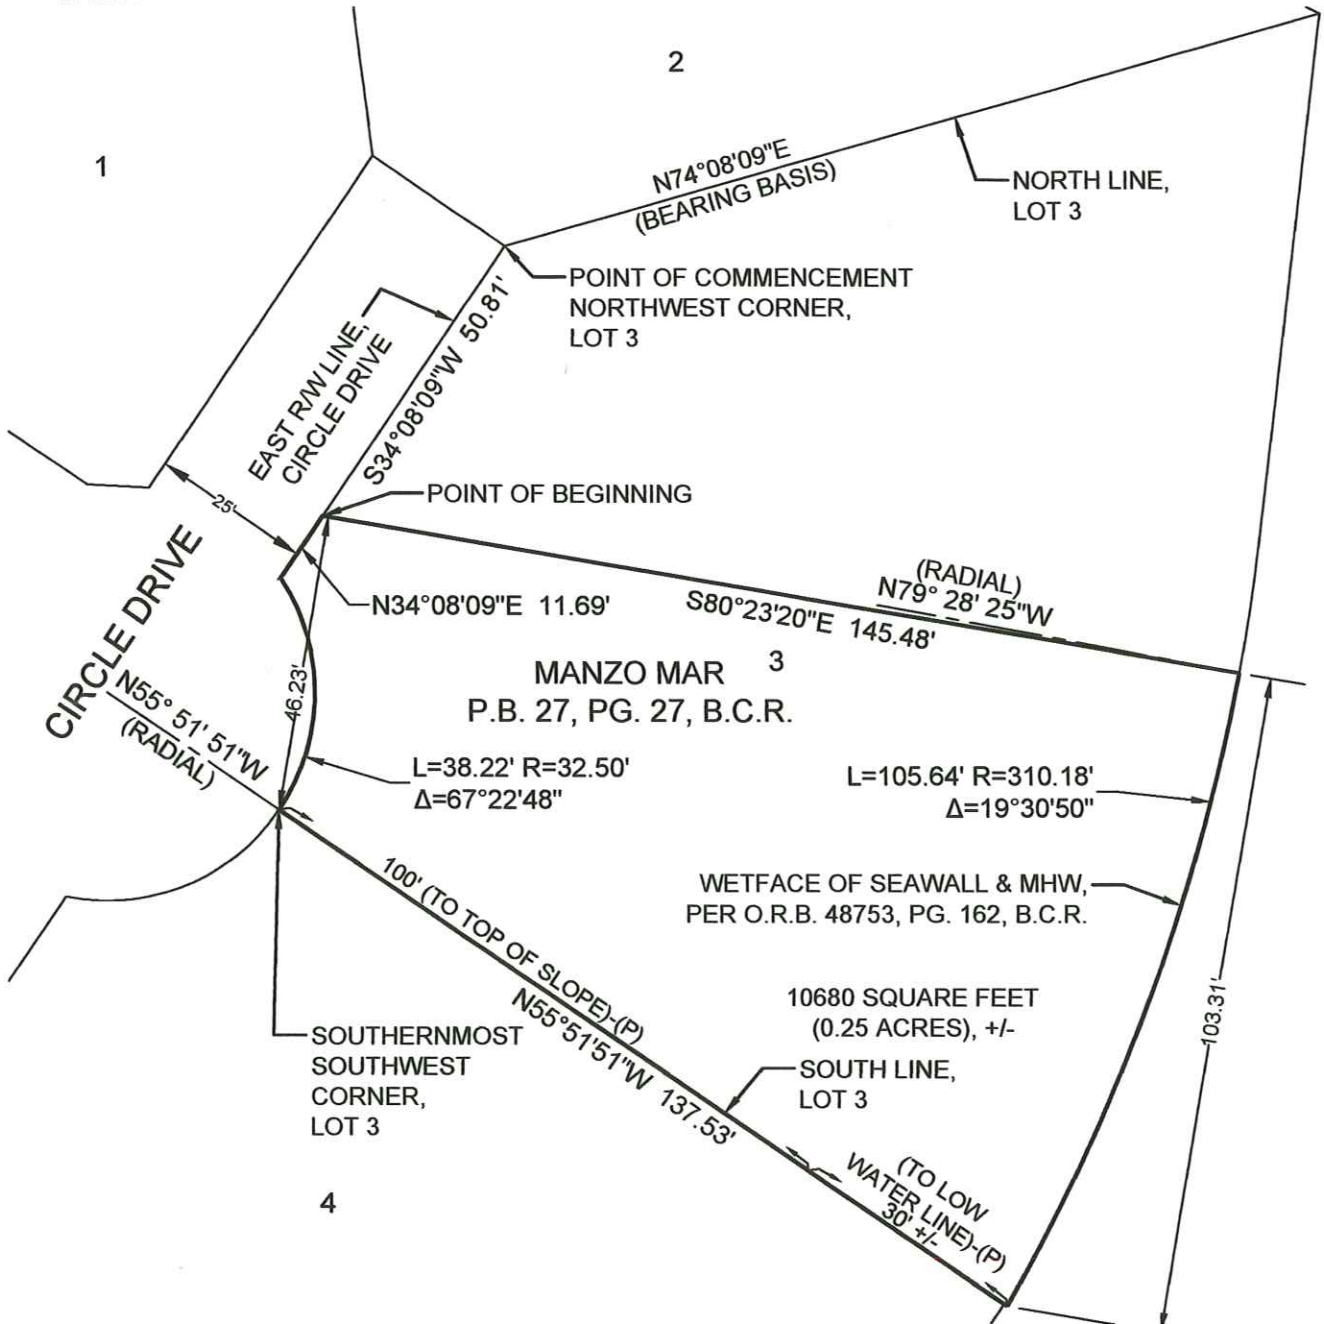 2
1
N74°08'09"E
(BEARING BASIS)
NORTH LINE,
LOT 3
POINT OF COMMENCEMENT
NORTHWEST CORNER,
LOT 3
EAST R/W LINE,
CIRCLE DRIVE
S34°08'09"W 50.81'
POINT OF BEGINNING
25'
CIRCLE DRIVE
N34°08'09"E 11.69'
(RADIAL)
N79° 28' 25"W
S80°23'20"E 145.48'
3
MANZO MAR
P.B. 27, PG. 27, B.C.R.
46.23'
N55° 51' 51"W
(RADIAL)
L=38.22' R=32.50'
Δ=67°22'48"
L=105.64' R=310.18'
Δ=19°30'50"
WETFACE OF SEAWALL & MHW,
PER O.R.B. 48753, PG. 162, B.C.R.
100' (TO TOP OF SLOPE)-(P)
N55°51'51"W 137.53'
10680 SQUARE FEET
(0.25 ACRES), +/-
103.31'
SOUTHERNMOST
SOUTHWEST
CORNER,
LOT 3
SOUTH LINE,
LOT 3
(TO LOW
WATER LINE)-(P)
30' +/-
4